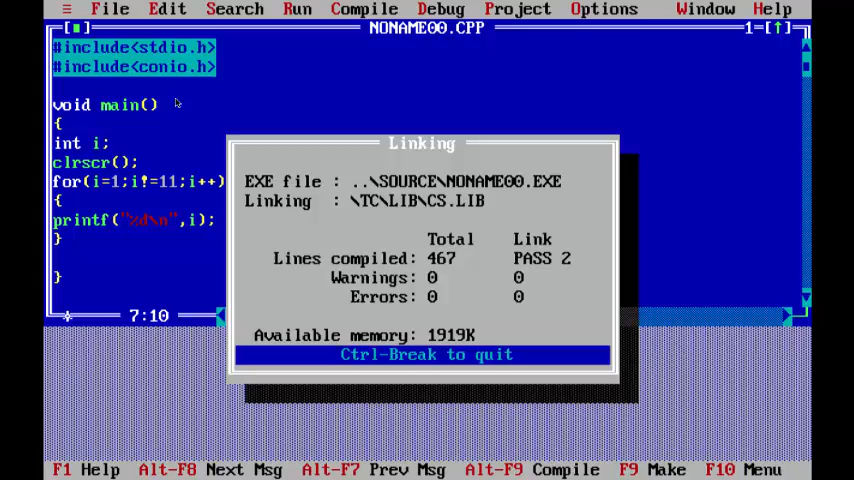 ≡ File Edit Search Run Compile Debug Project Options Window Help
[■] NONAME00.CPP 1=[↑]
#include<stdio.h>
#include<conio.h>
void main()
{
int i;
clrscr();
for(i=1;i!=11;i++)
{
printf("%d\n",i);
}
}
7:10
Linking
EXE file : ..\SOURCE\NONAME00.EXE
Linking : \TC\LIB\CS.LIB
Total Link
Lines compiled: 467 PASS 2
Warnings: 0 0
Errors: 0 0
Available memory: 1919K
Ctrl-Break to quit
F1 Help Alt-F8 Next Msg Alt-F7 Prev Msg Alt-F9 Compile F9 Make F10 Menu